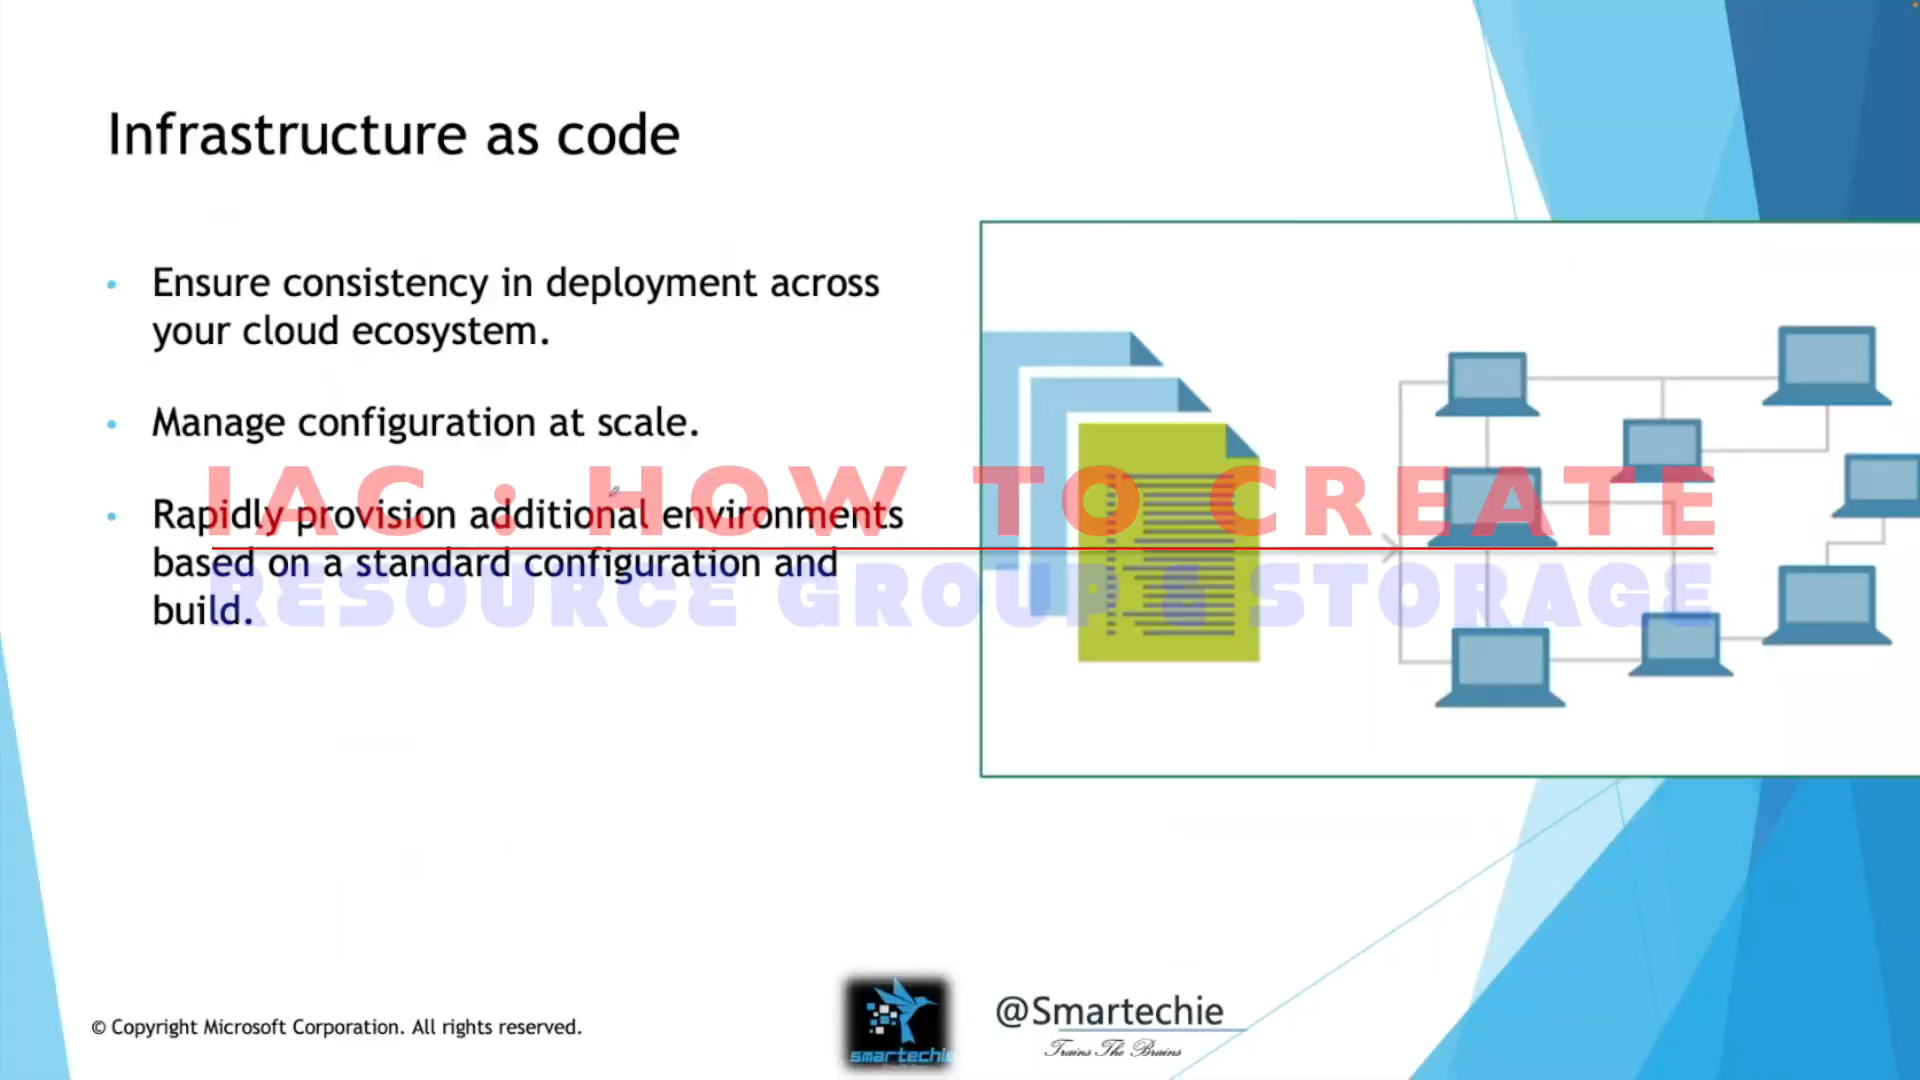 Infrastructure as code
• Ensure consistency in deployment across
your cloud ecosystem.
• Manage configuration at scale.
• Rapidly provision additional environments
based on a standard configuration and
build.
IAC : HOW TO CREATE
RESOURCE GROUP & STORAGE
© Copyright Microsoft Corporation. All rights reserved.
smartechie
@Smartechie
Trains The Brains